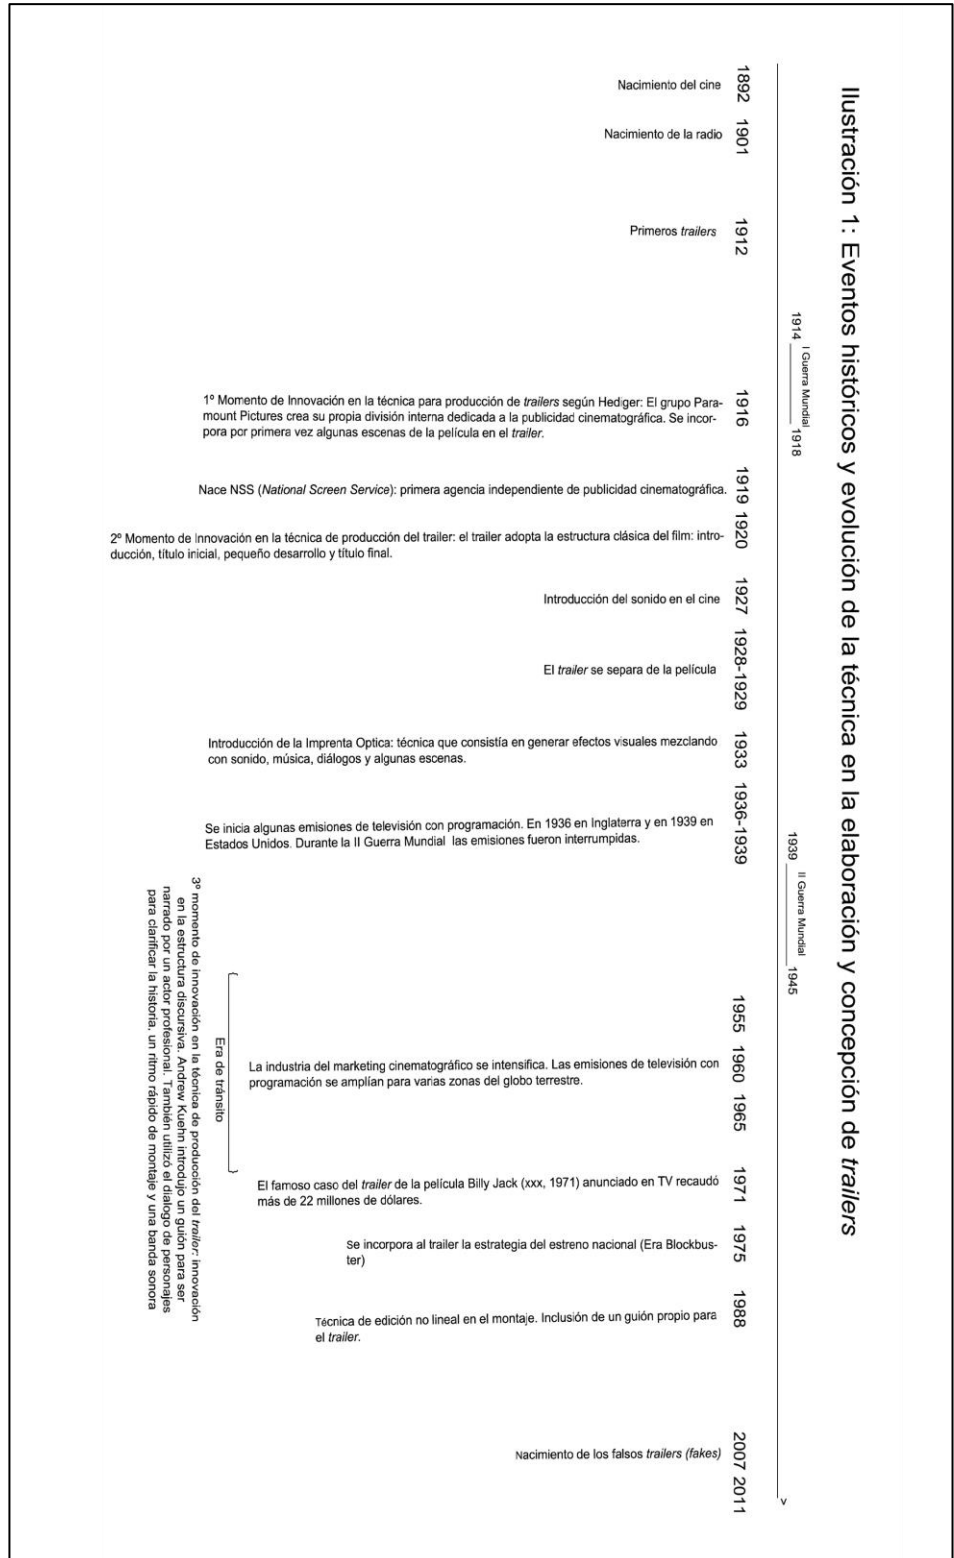 Ilustración 1: Eventos históricos y evolución de la técnica en la elaboración y concepción de trailers
1914 I Guerra Mundial 1918
1939 II Guerra Mundial 1945
v
1892
Nacimiento del cine
1901
Nacimiento de la radio
1912
Primeros trailers
1916
1º Momento de Innovación en la técnica para producción de trailers según Hediger: El grupo Para-
mount Pictures crea su propia división interna dedicada a la publicidad cinematográfica. Se incor-
pora por primera vez algunas escenas de la película en el trailer.
1919
Nace NSS (National Screen Service): primera agencia independiente de publicidad cinematográfica.
1920
2º Momento de Innovación en la técnica de producción del trailer: el trailer adopta la estructura clásica del film: intro-
ducción, título inicial, pequeño desarrollo y título final.
1927
Introducción del sonido en el cine
1928-1929
El trailer se separa de la película
1933
Introducción de la Imprenta Optica: técnica que consistía en generar efectos visuales mezclando
con sonido, música, diálogos y algunas escenas.
1936-1939
Se inicia algunas emisiones de televisión con programación. En 1936 en Inglaterra y en 1939 en
Estados Unidos. Durante la II Guerra Mundial las emisiones fueron interrumpidas.
1955 1960 1965
La industria del marketing cinematográfico se intensifica. Las emisiones de televisión con
programación se amplían para varias zonas del globo terrestre.
Era de tránsito
3º momento de innovación en la técnica de producción del trailer: innovación
en la estructura discursiva. Andrew Kuehn introdujo un guión para ser
narrado por un actor profesional. También utilizó el dialogo de personajes
para clarificar la historia, un ritmo rápido de montaje y una banda sonora
1971
El famoso caso del trailer de la película Billy Jack (xxx, 1971) anunciado en TV recaudó
más de 22 millones de dólares.
1975
Se incorpora al trailer la estrategia del estreno nacional (Era Blockbus-
ter)
1988
Técnica de edición no lineal en el montaje. Inclusión de un guión propio para
el trailer.
2007 2011
Nacimiento de los falsos trailers (fakes)